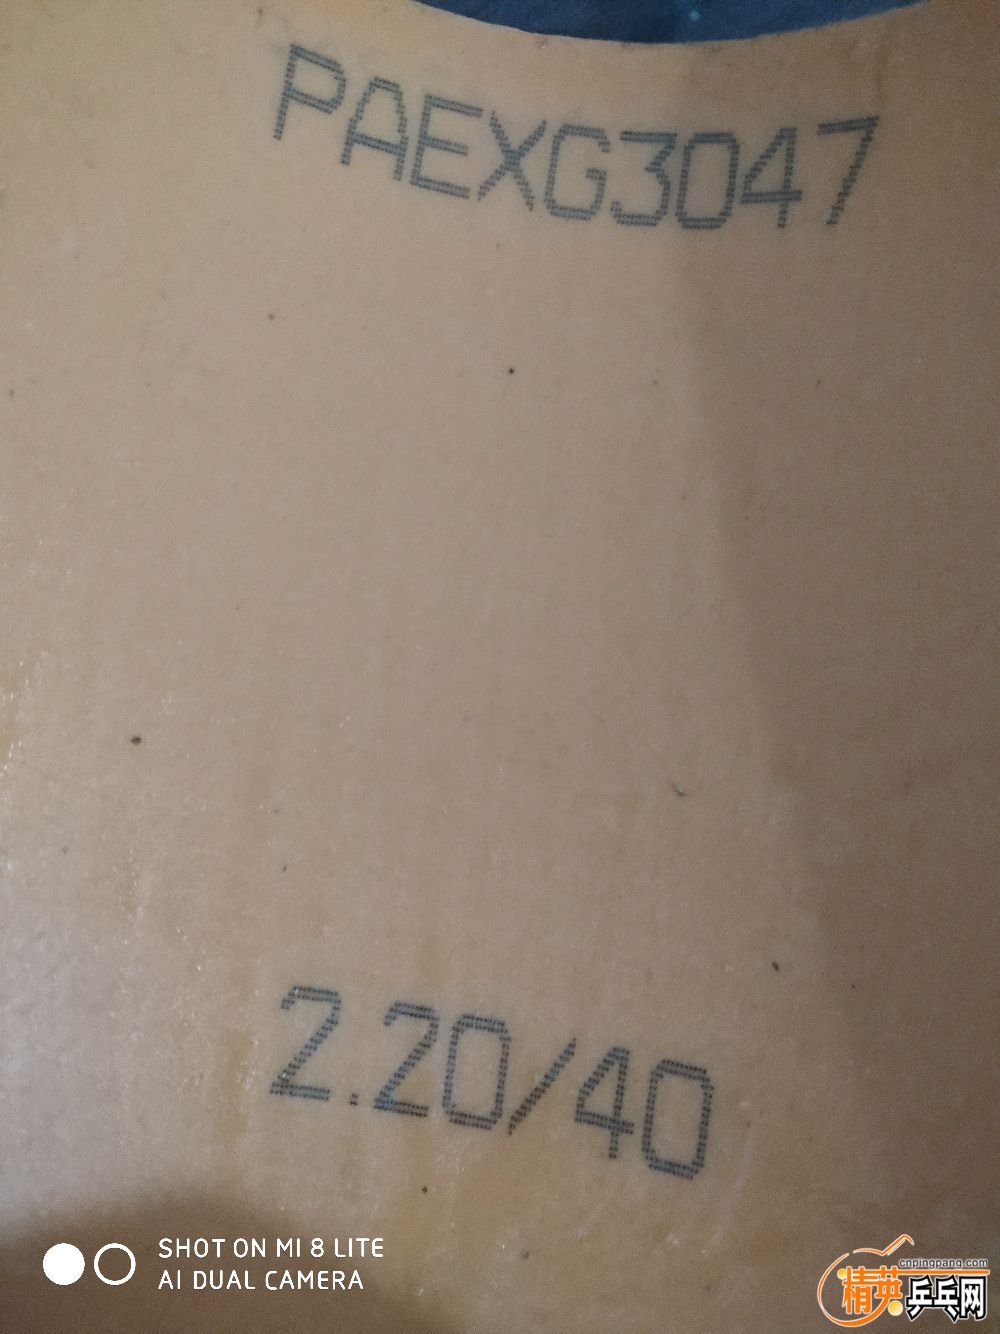 PAEXG3047
2.20/40
SHOT ON MI 8 LITE
AI DUAL CAMERA
cnpingpang.com
精英乒乓网